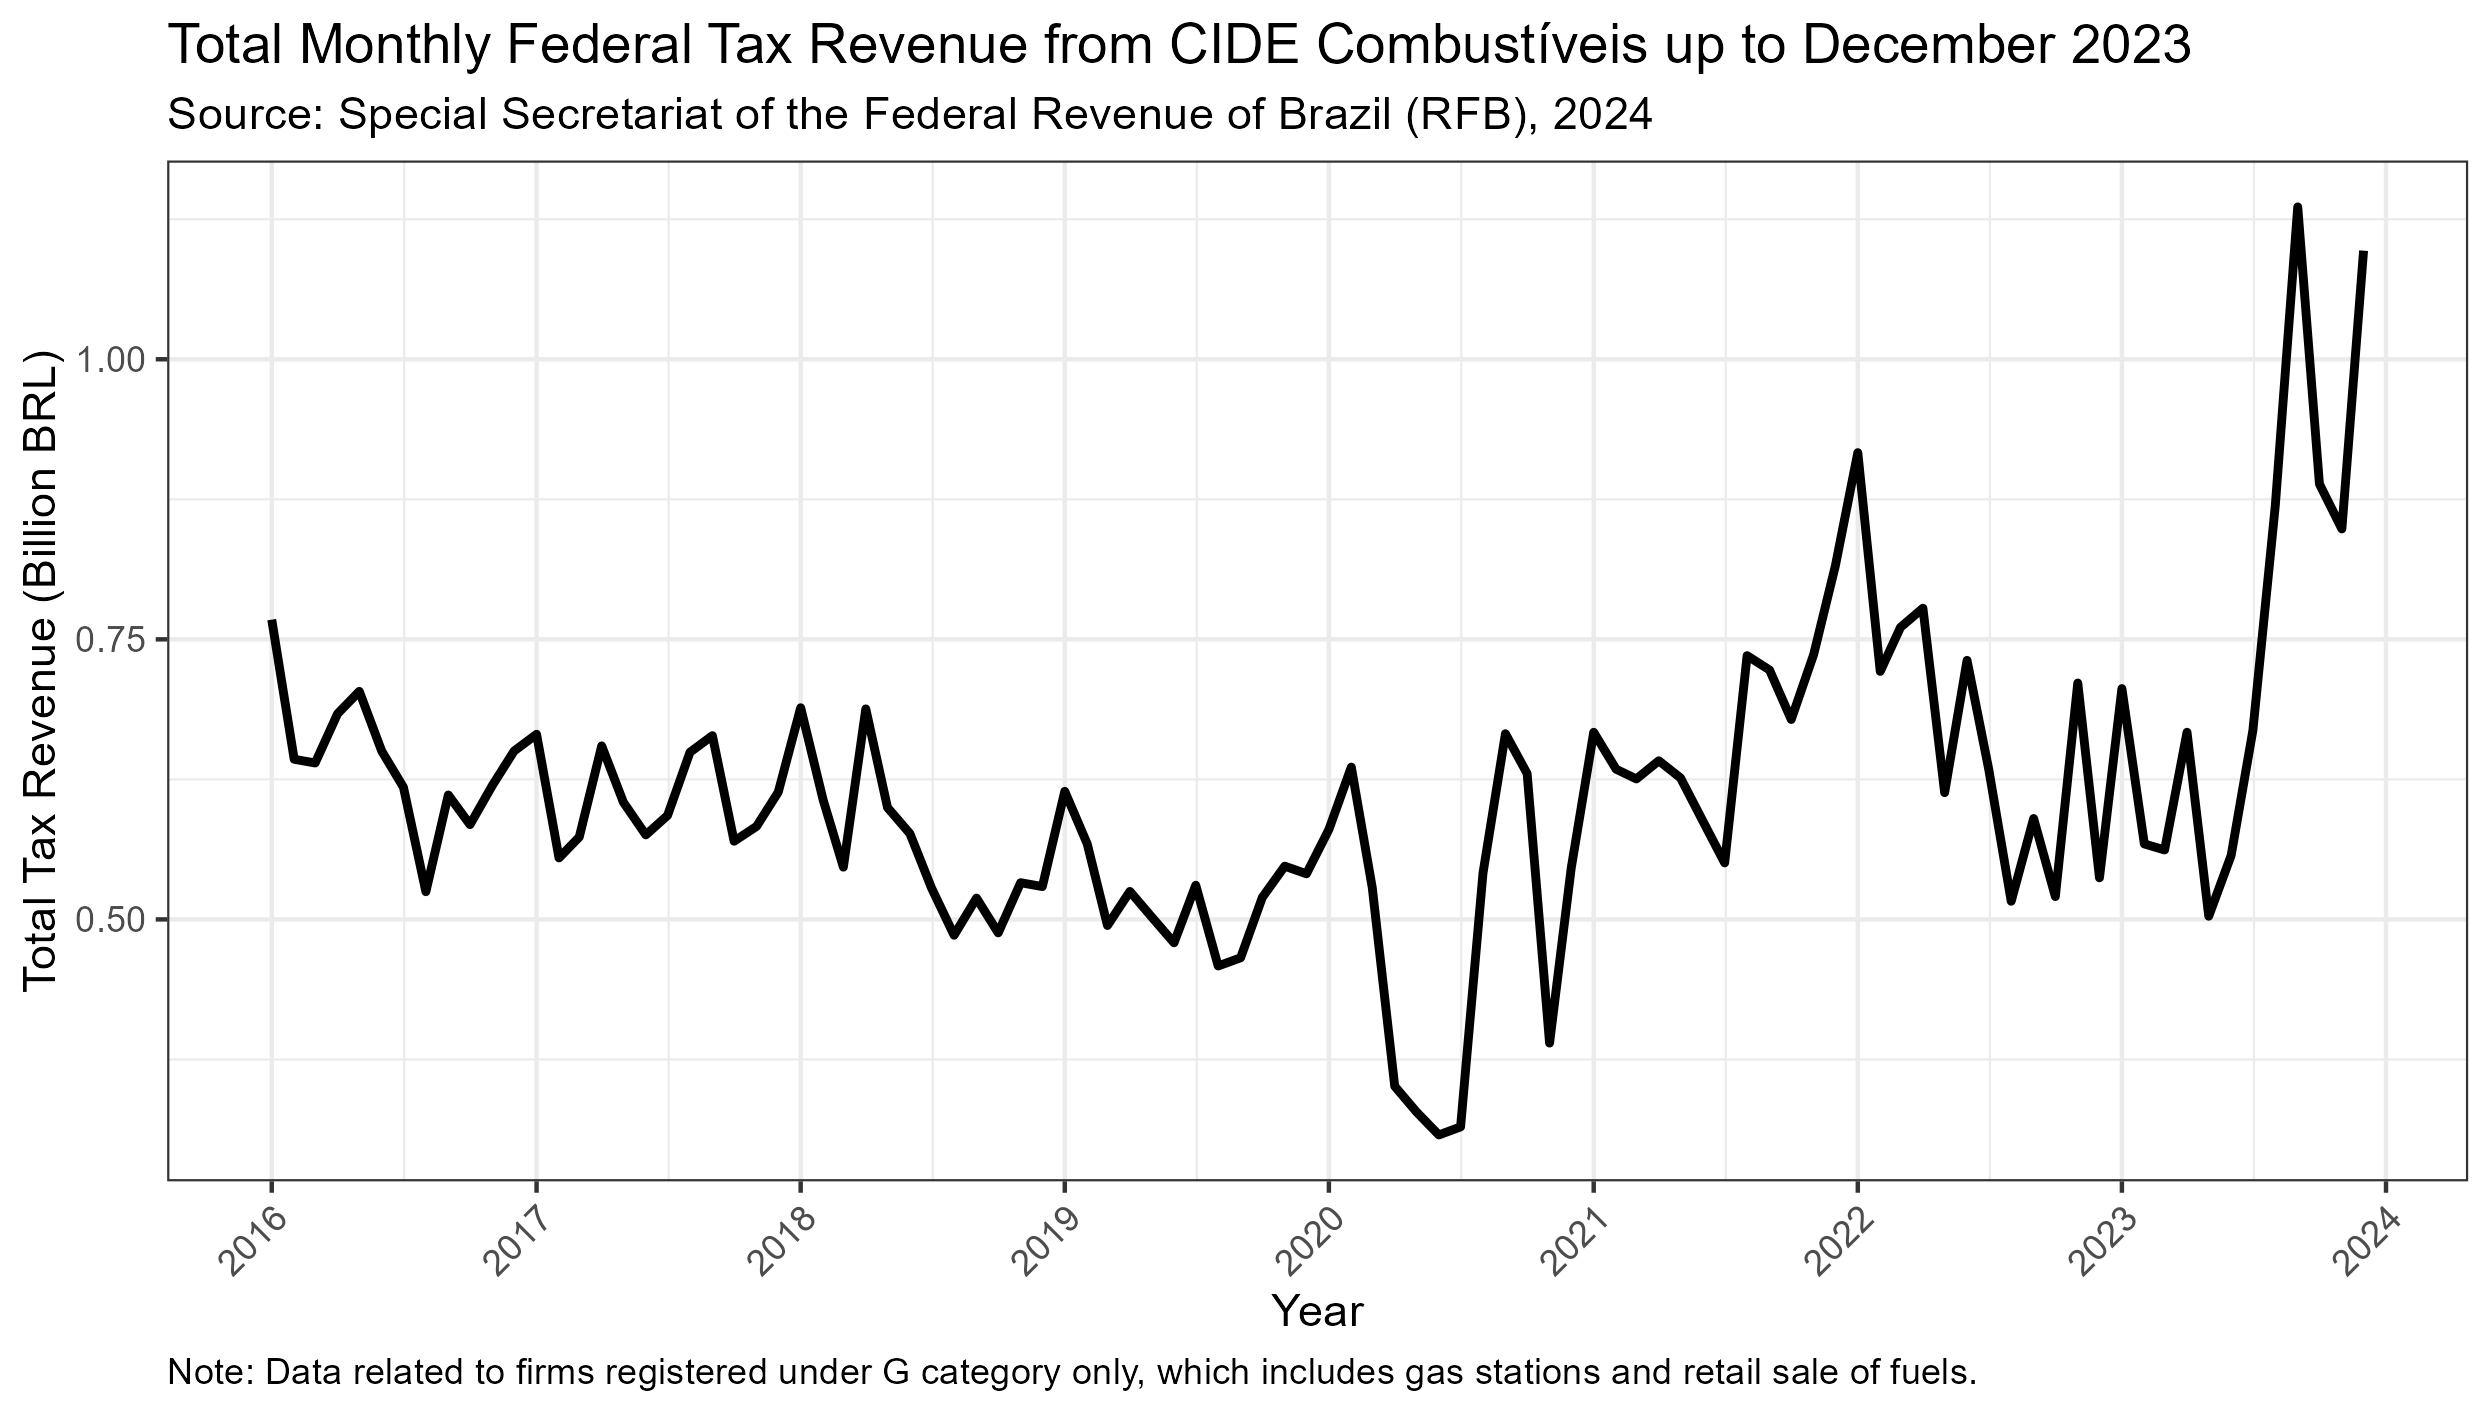 Total Monthly Federal Tax Revenue from CIDE Combustíveis up to December 2023
Source: Special Secretariat of the Federal Revenue of Brazil (RFB), 2024
Total Tax Revenue (Billion BRL)
1.00
0.75
0.50
2016
2017
2018
2019
2020
2021
2022
2023
2024
Year
Note: Data related to firms registered under G category only, which includes gas stations and retail sale of fuels.